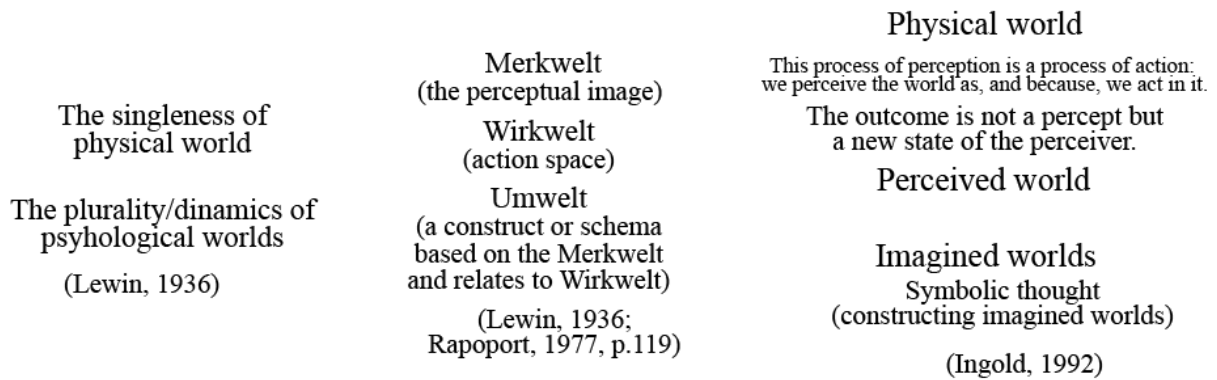 The singleness of
physical world
The plurality/dinamics of
psyhological worlds
(Lewin, 1936)
Merkwelt
(the perceptual image)
Wirkwelt
(action space)
Umwelt
(a construct or schema
based on the Merkwelt
and relates to Wirkwelt)
(Lewin, 1936;
Rapoport, 1977, p.119)
Physical world
This process of perception is a process of action:
we perceive the world as, and because, we act in it.
The outcome is not a percept but
a new state of the perceiver.
Perceived world
Imagined worlds
Symbolic thought
(constructing imagined worlds)
(Ingold, 1992)